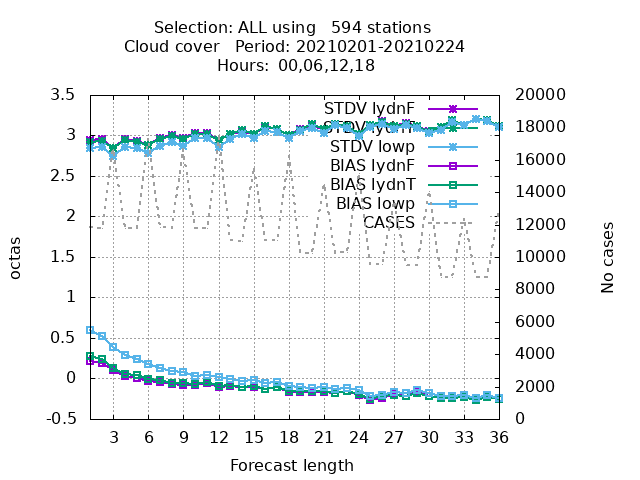 Selection: ALL using   594 stations
Cloud cover   Period: 20210201-20210224
Hours:  00,06,12,18
3.5
3
2.5
2
1.5
1
0.5
0
-0.5
octas
20000
18000
16000
14000
12000
10000
8000
6000
4000
2000
0
No cases
STDV lydnF
STDV lydnT
STDV lowp
BIAS lydnF
BIAS lydnT
BIAS lowp
CASES
3 6 9 12 15 18 21 24 27 30 33 36
Forecast length